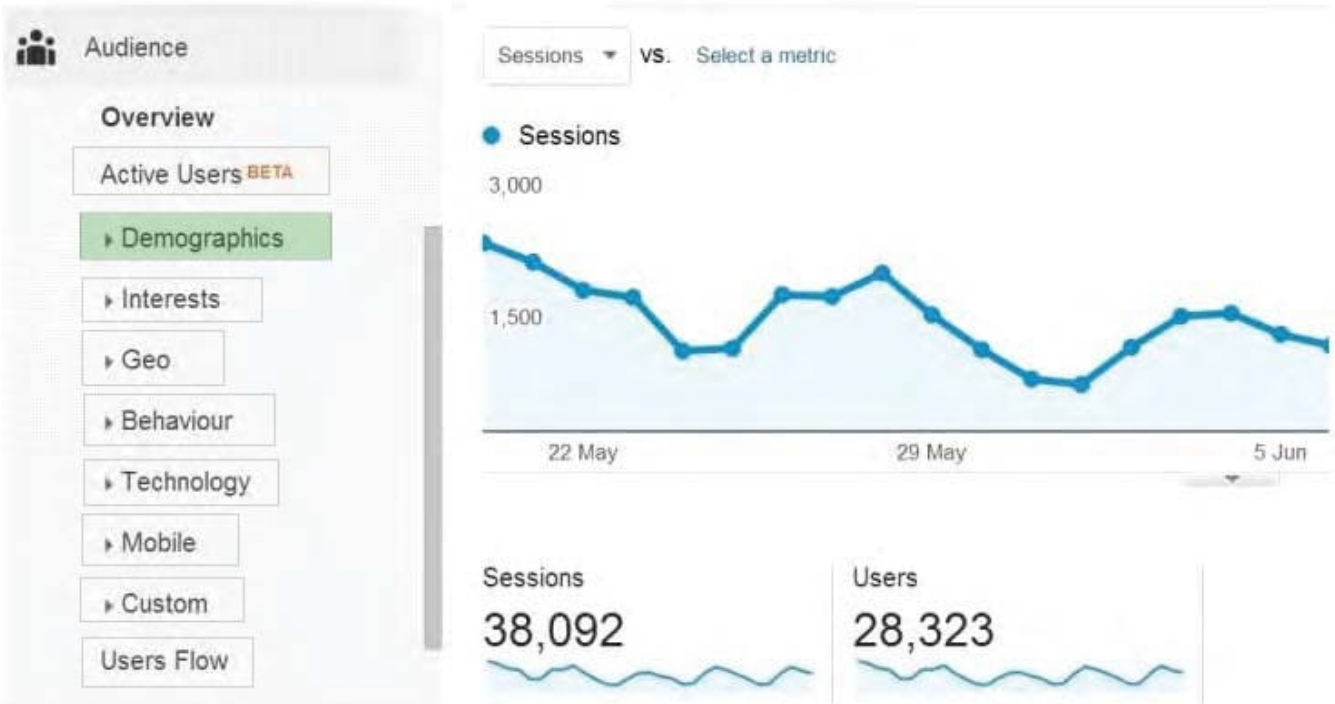 Audience
Overview
Active Users BETA
Demographics
Interests
Geo
Behaviour
Technology
Mobile
Custom
Users Flow
Sessions VS. Select a metric
Sessions
3,000
1,500
22 May 29 May 5 Jun
Sessions Users
38,092 28,323